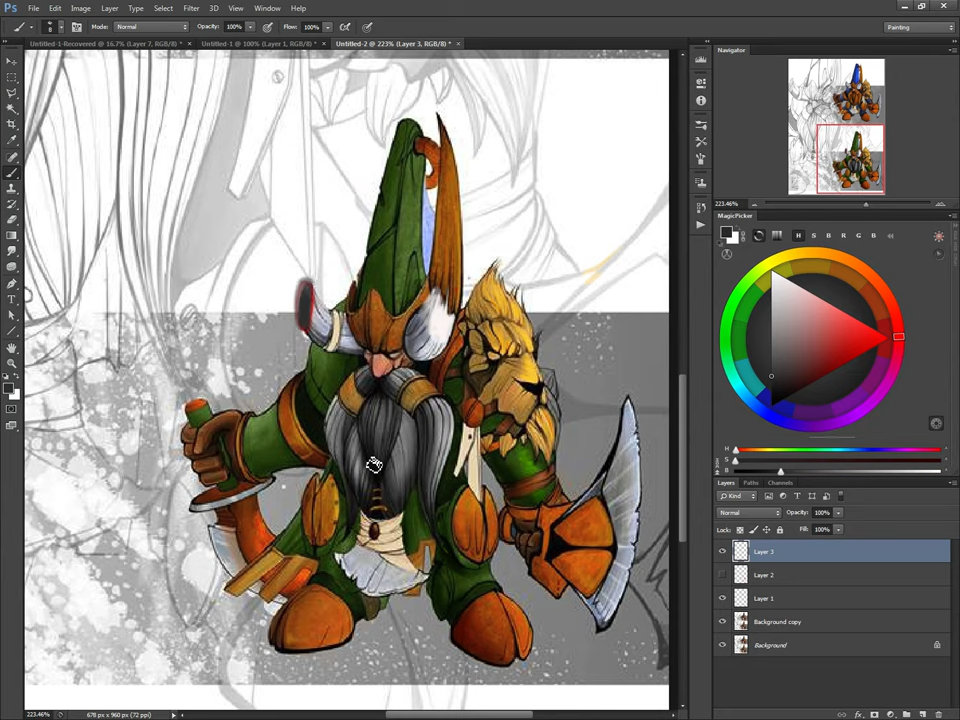 Ps File Edit Image Layer Type Select Filter 3D View Window Help
8 Mode: Normal Opacity: 100% Flow: 100% Painting
Untitled-1-Recovered @ 16.7% (Layer 7, RGB/8) * × Untitled-1 @ 100% (Layer 1, RGB/8) * × Untitled-2 @ 223% (Layer 3, RGB/8) * ×
Navigator
223.46%
MagicPicker
H S B R G B
H
S
B
Layers Paths Channels
Kind
Normal Opacity: 100%
Lock: Fill: 100%
Layer 3
Layer 2
Layer 1
Background copy
Background
223.46% 678 px x 960 px (72 ppi)
fx